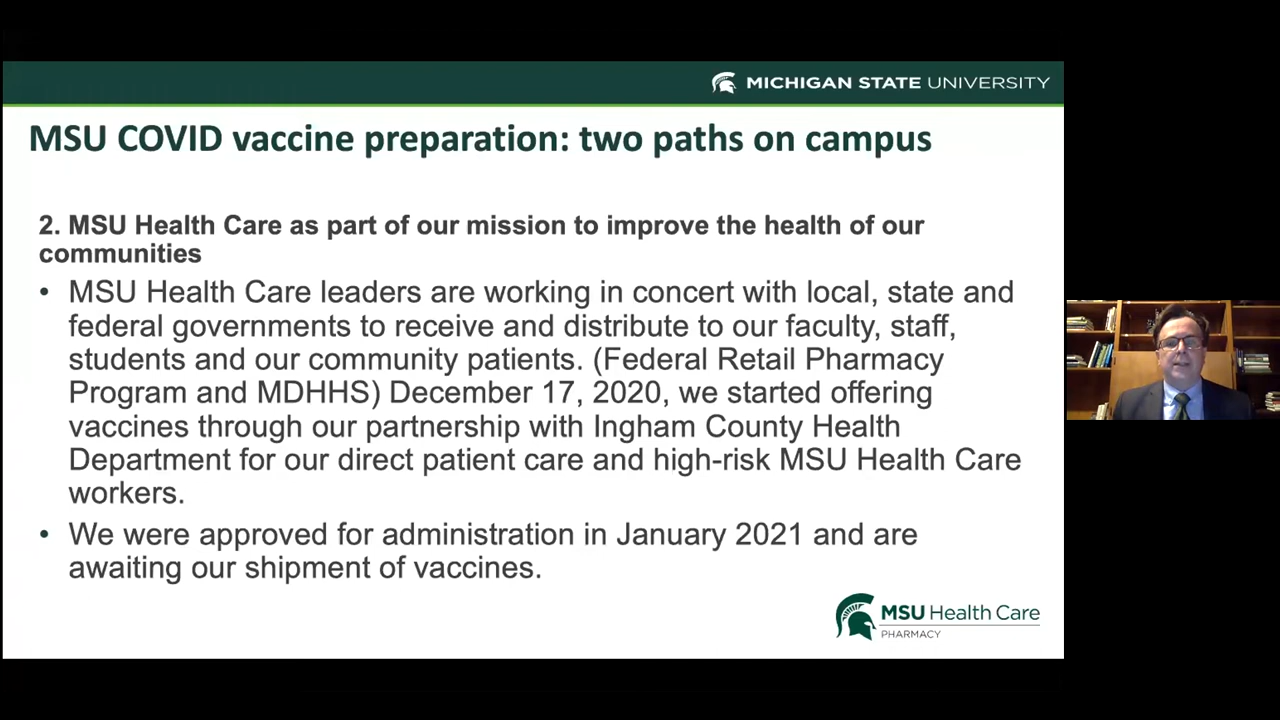 MICHIGAN STATE UNIVERSITY
MSU COVID vaccine preparation: two paths on campus
2. MSU Health Care as part of our mission to improve the health of our
communities
• MSU Health Care leaders are working in concert with local, state and
federal governments to receive and distribute to our faculty, staff,
students and our community patients. (Federal Retail Pharmacy
Program and MDHHS) December 17, 2020, we started offering
vaccines through our partnership with Ingham County Health
Department for our direct patient care and high-risk MSU Health Care
workers.
• We were approved for administration in January 2021 and are
awaiting our shipment of vaccines.
MSU Health Care
PHARMACY